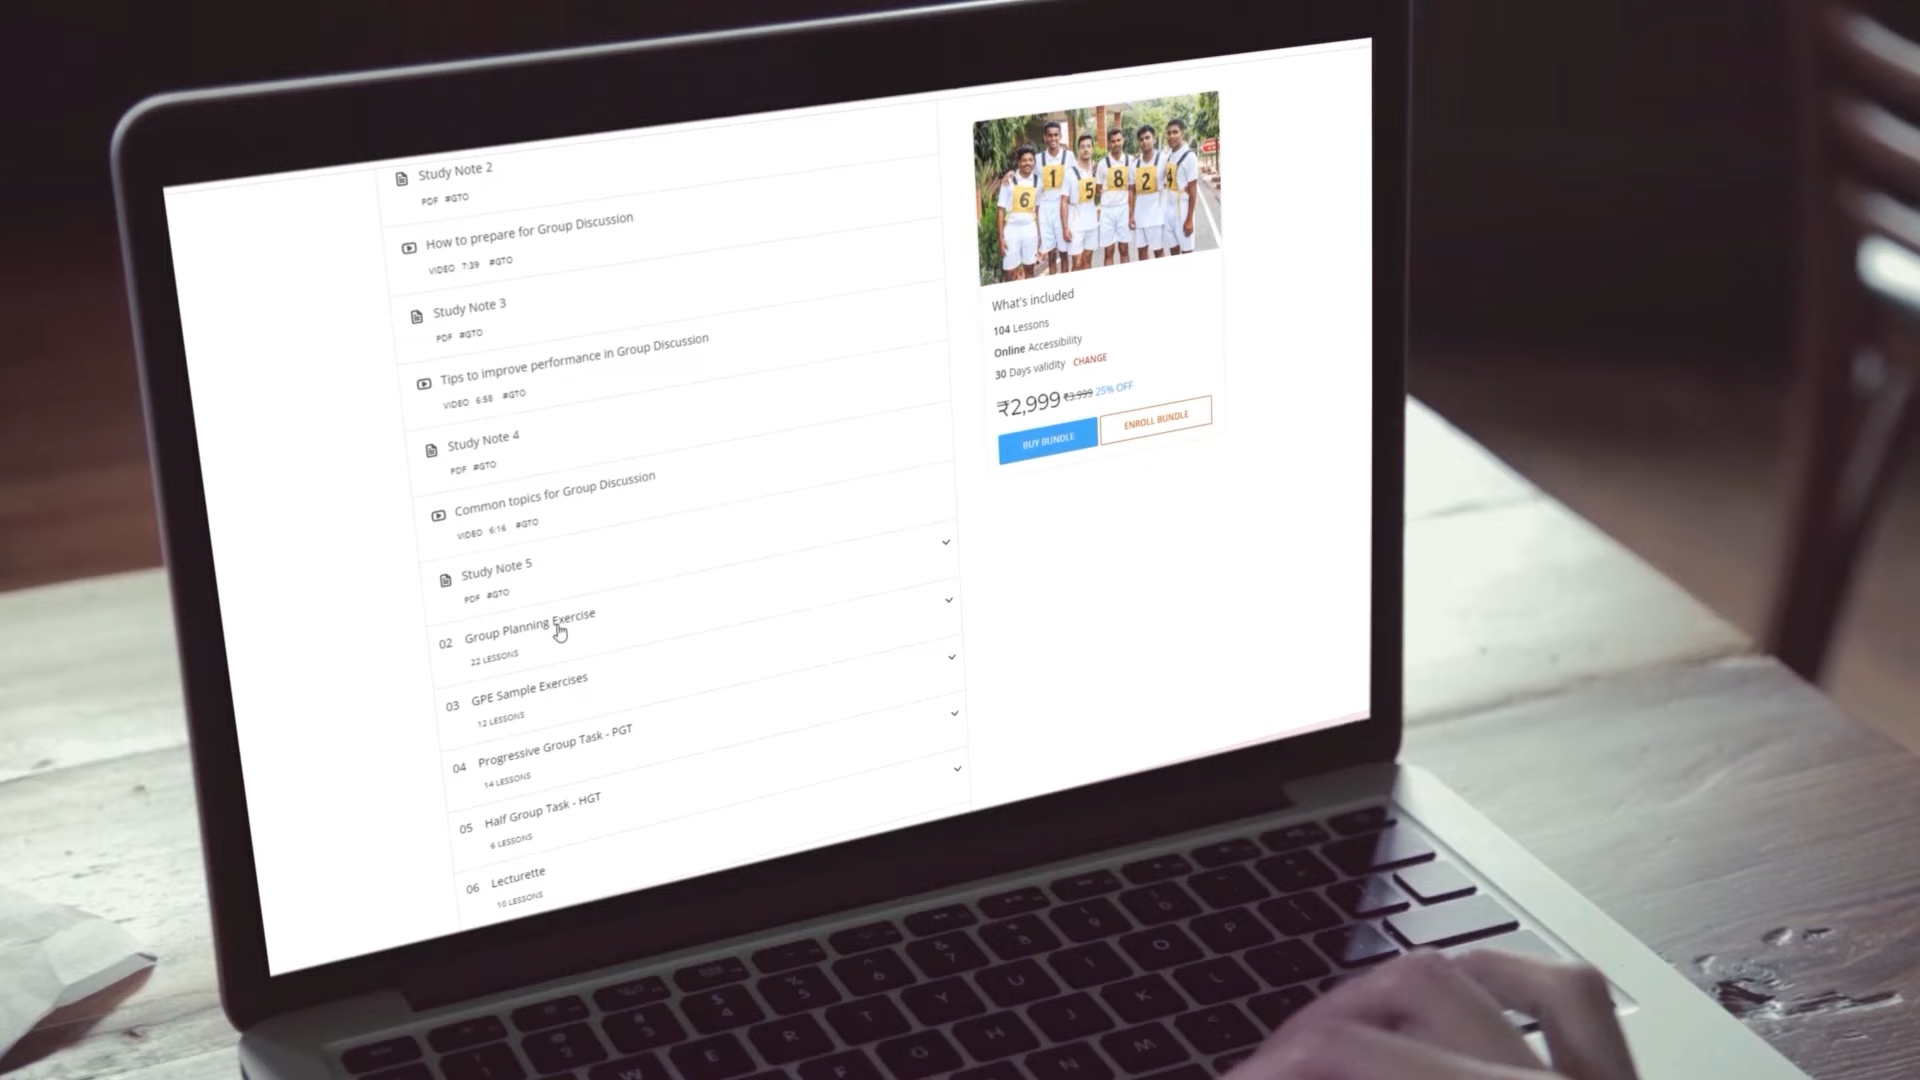 Study Note 2
PDF #GTO
How to prepare for Group Discussion
VIDEO 7:39 #GTO
Study Note 3
PDF #GTO
Tips to improve performance in Group Discussion
VIDEO 6:58 #GTO
Study Note 4
PDF #GTO
Common topics for Group Discussion
VIDEO 6:16 #GTO
Study Note 5
PDF #GTO
02 Group Planning Exercise
22 LESSONS
03 GPE Sample Exercises
12 LESSONS
04 Progressive Group Task - PGT
14 LESSONS
05 Half Group Task - HGT
6 LESSONS
06 Lecturette
10 LESSONS
6 1 5 8 2 4
What's included
104 Lessons
Online Accessibility
30 Days validity CHANGE
₹2,999 ₹3,999 25% OFF
BUY BUNDLE ENROLL BUNDLE
$ 4 % 5 6 7 8
W E R T Y U I O P
F G H J K L
N M